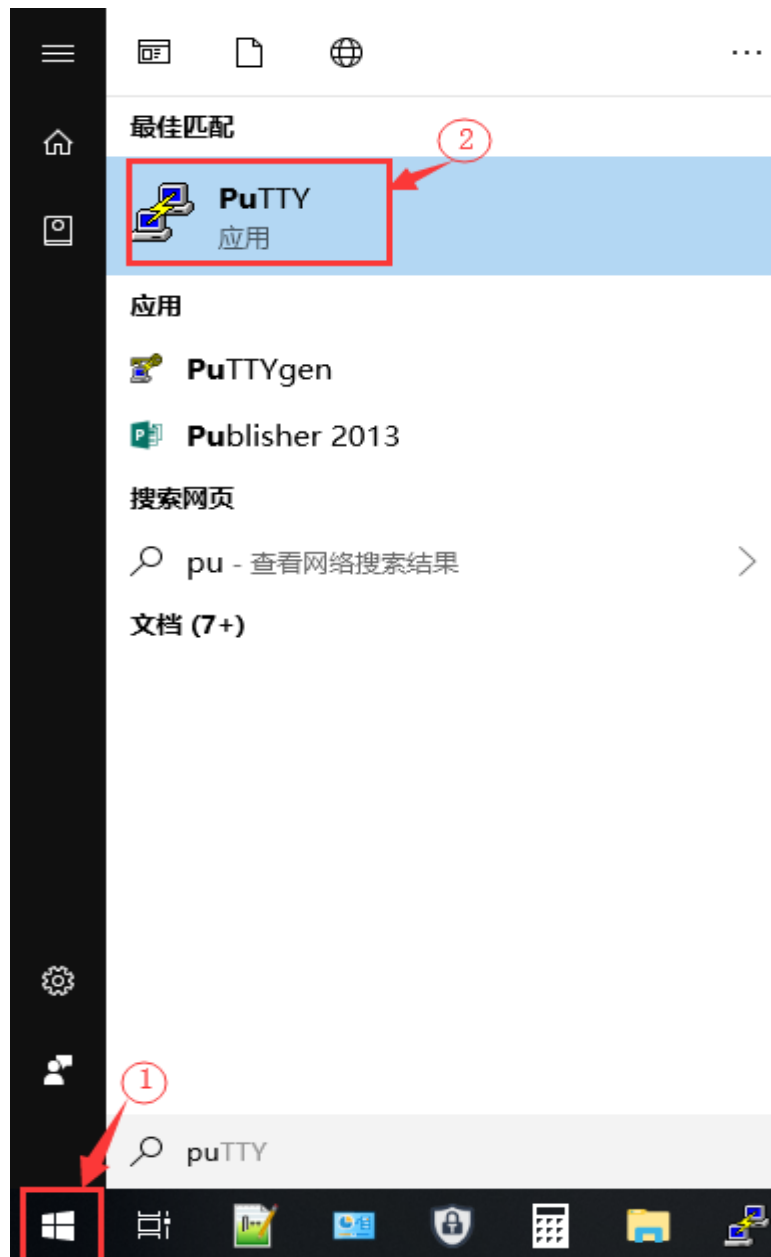 最佳匹配
2
PuTTY
应用
应用
PuTTYgen
Publisher 2013
搜索网页
pu - 查看网络搜索结果
文档 (7+)
1
puTTY